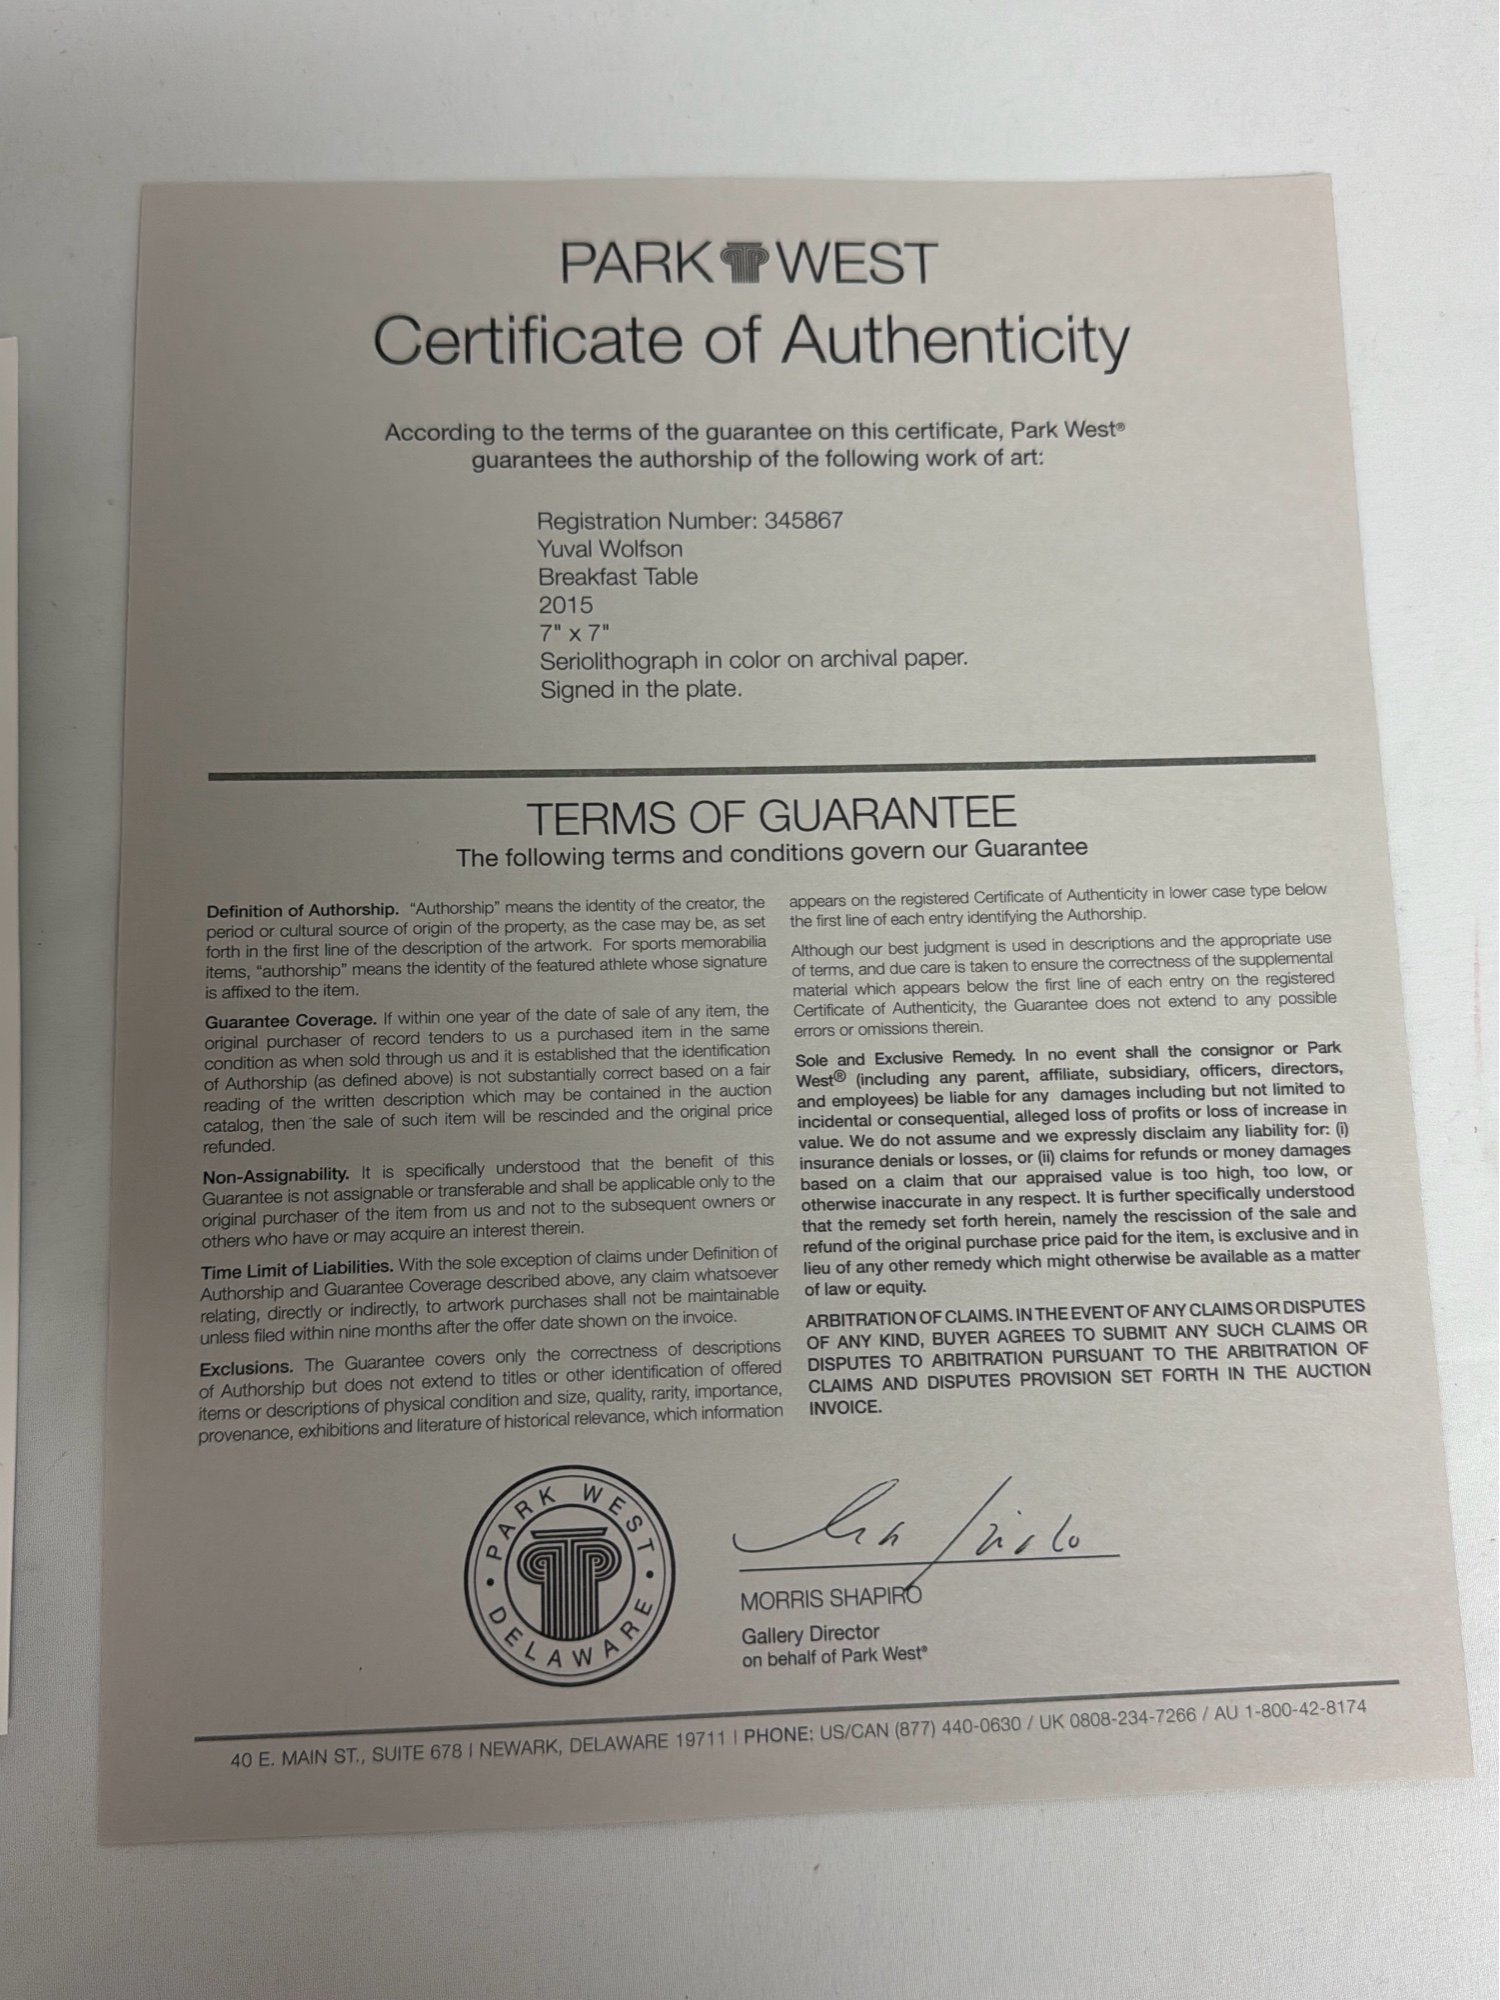 PARK WEST
Certificate of Authenticity
According to the terms of the guarantee on this certificate, Park West®
guarantees the authorship of the following work of art:
Registration Number: 345867
Yuval Wolfson
Breakfast Table
2015
7" x 7"
Seriolithograph in color on archival paper.
Signed in the plate.
TERMS OF GUARANTEE
The following terms and conditions govern our Guarantee
Definition of Authorship. “Authorship” means the identity of the creator, the
period or cultural source of origin of the property, as the case may be, as set
forth in the first line of the description of the artwork. For sports memorabilia
items, “authorship” means the identity of the featured athlete whose signature
is affixed to the item.
Guarantee Coverage. If within one year of the date of sale of any item, the
original purchaser of record tenders to us a purchased item in the same
condition as when sold through us and it is established that the identification
of Authorship (as defined above) is not substantially correct based on a fair
reading of the written description which may be contained in the auction
catalog, then the sale of such item will be rescinded and the original price
refunded.
Non-Assignability. It is specifically understood that the benefit of this
Guarantee is not assignable or transferable and shall be applicable only to the
original purchaser of the item from us and not to the subsequent owners or
others who have or may acquire an interest therein.
Time Limit of Liabilities. With the sole exception of claims under Definition of
Authorship and Guarantee Coverage described above, any claim whatsoever
relating, directly or indirectly, to artwork purchases shall not be maintainable
unless filed within nine months after the offer date shown on the invoice.
Exclusions. The Guarantee covers only the correctness of descriptions
of Authorship but does not extend to titles or other identification of offered
items or descriptions of physical condition and size, quality, rarity, importance,
provenance, exhibitions and literature of historical relevance, which information
appears on the registered Certificate of Authenticity in lower case type below
the first line of each entry identifying the Authorship.
Although our best judgment is used in descriptions and the appropriate use
of terms, and due care is taken to ensure the correctness of the supplemental
material which appears below the first line of each entry on the registered
Certificate of Authenticity, the Guarantee does not extend to any possible
errors or omissions therein.
Sole and Exclusive Remedy. In no event shall the consignor or Park
West® (including any parent, affiliate, subsidiary, officers, directors,
and employees) be liable for any damages including but not limited to
incidental or consequential, alleged loss of profits or loss of increase in
value. We do not assume and we expressly disclaim any liability for: (i)
insurance denials or losses, or (ii) claims for refunds or money damages
based on a claim that our appraised value is too high, too low, or
otherwise inaccurate in any respect. It is further specifically understood
that the remedy set forth herein, namely the rescission of the sale and
refund of the original purchase price paid for the item, is exclusive and in
lieu of any other remedy which might otherwise be available as a matter
of law or equity.
ARBITRATION OF CLAIMS. IN THE EVENT OF ANY CLAIMS OR DISPUTES
OF ANY KIND, BUYER AGREES TO SUBMIT ANY SUCH CLAIMS OR
DISPUTES TO ARBITRATION PURSUANT TO THE ARBITRATION OF
CLAIMS AND DISPUTES PROVISION SET FORTH IN THE AUCTION
INVOICE.
PARK WEST
• DELAWARE •
MORRIS SHAPIRO
Gallery Director
on behalf of Park West®
40 E. MAIN ST., SUITE 678 | NEWARK, DELAWARE 19711 | PHONE: US/CAN (877) 440-0630 / UK 0808-234-7266 / AU 1-800-42-8174